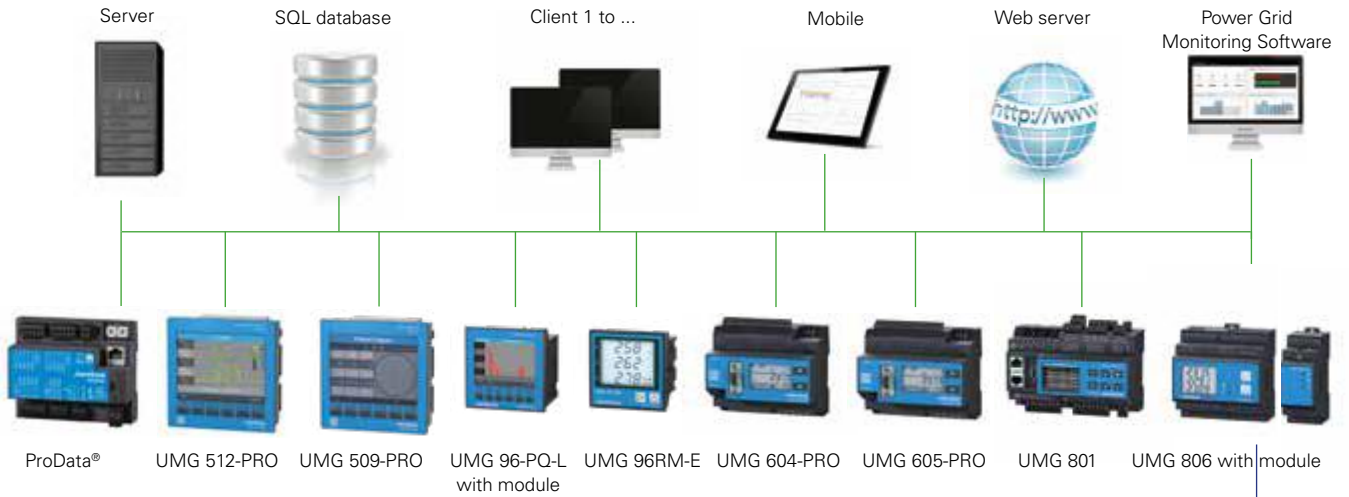 Server
SQL database
Client 1 to ...
Mobile
Web server
Power Grid
Monitoring Software
http://www
258
262
ProData®
UMG 512-PRO
UMG 509-PRO
UMG 96-PQ-L
with module
UMG 96RM-E
UMG 604-PRO
UMG 605-PRO
UMG 801
UMG 806 with module